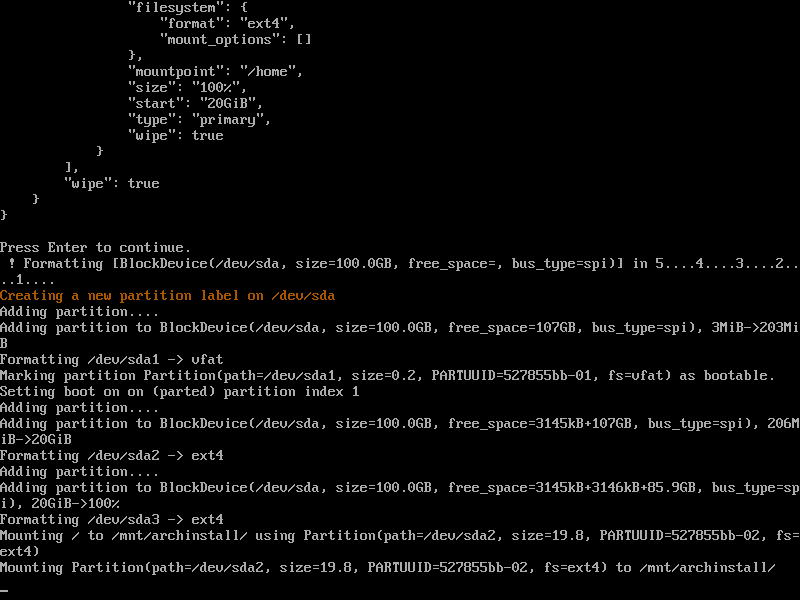 "filesystem": {
"format": "ext4",
"mount_options": []
},
"mountpoint": "/home",
"size": "100%",
"start": "20GiB",
"type": "primary",
"wipe": true
}
],
"wipe": true
}
}
Press Enter to continue.
! Formatting [BlockDevice(/dev/sda, size=100.0GB, free_space=, bus_type=spi)] in 5....4....3....2..
..1....
Creating a new partition label on /dev/sda
Adding partition....
Adding partition to BlockDevice(/dev/sda, size=100.0GB, free_space=107GB, bus_type=spi), 3MiB->203Mi
B
Formatting /dev/sda1 -> vfat
Marking partition Partition(path=/dev/sda1, size=0.2, PARTUUID=527855bb-01, fs=vfat) as bootable.
Setting boot on on (parted) partition index 1
Adding partition....
Adding partition to BlockDevice(/dev/sda, size=100.0GB, free_space=3145kB+107GB, bus_type=spi), 206M
iB->20GiB
Formatting /dev/sda2 -> ext4
Adding partition....
Adding partition to BlockDevice(/dev/sda, size=100.0GB, free_space=3145kB+3146kB+85.9GB, bus_type=sp
i), 20GiB->100%
Formatting /dev/sda3 -> ext4
Mounting / to /mnt/archinstall/ using Partition(path=/dev/sda2, size=19.8, PARTUUID=527855bb-02, fs=
ext4)
Mounting Partition(path=/dev/sda2, size=19.8, PARTUUID=527855bb-02, fs=ext4) to /mnt/archinstall/